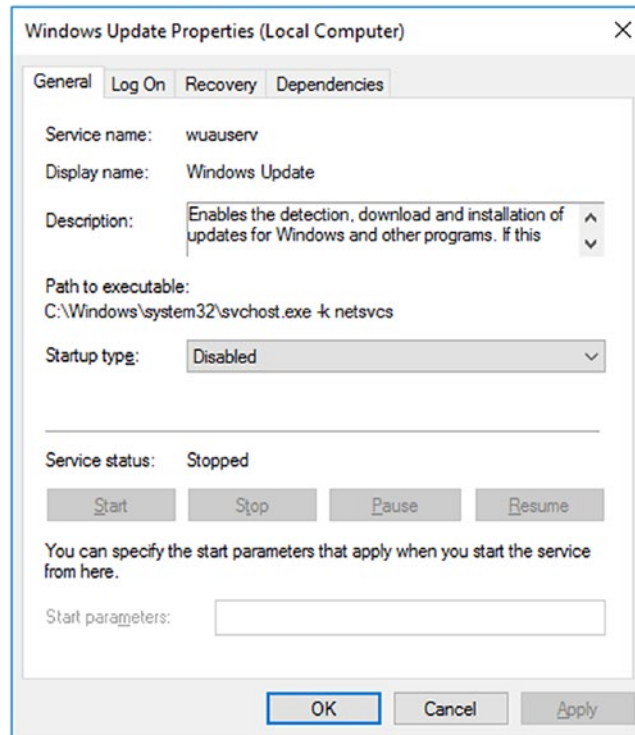 Windows Update Properties (Local Computer)
General Log On Recovery Dependencies
Service name: wuauserv
Display name: Windows Update
Description: Enables the detection, download and installation of
updates for Windows and other programs. If this
Path to executable:
C:\Windows\system32\svchost.exe -k netsvcs
Startup type: Disabled
Service status: Stopped
Start Stop Pause Resume
You can specify the start parameters that apply when you start the service
from here.
Start parameters:
OK Cancel Apply